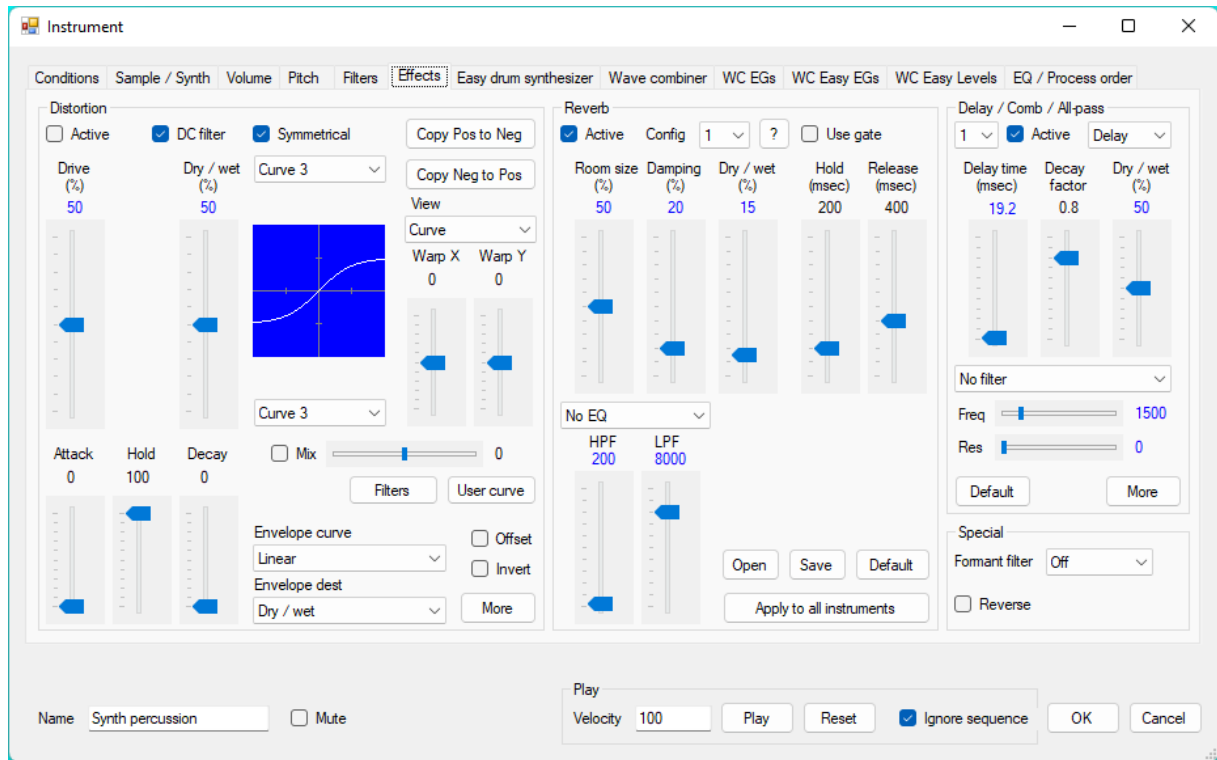 Instrument
Conditions Sample / Synth Volume Pitch Filters Effects Easy drum synthesizer Wave combiner WC EGs WC Easy EGs WC Easy Levels EQ / Process order
Distortion
Active DC filter Symmetrical Copy Pos to Neg
Drive (%) Dry / wet (%) Curve 3 Copy Neg to Pos
50 50 View
Curve
Warp X Warp Y
0 0
Curve 3
Attack Hold Decay Mix 0
0 100 0
Filters User curve
Envelope curve Offset
Linear Invert
Envelope dest
Dry / wet More
Reverb
Active Config 1 ? Use gate
Room size (%) Damping (%) Dry / wet (%) Hold (msec) Release (msec)
50 20 15 200 400
No EQ
HPF LPF
200 8000
Open Save Default
Apply to all instruments
Delay / Comb / All-pass
1 Active Delay
Delay time (msec) Decay factor Dry / wet (%)
19.2 0.8 50
No filter
Freq 1500
Res 0
Default More
Special
Formant filter Off
Reverse
Name Synth percussion Mute
Play
Velocity 100 Play Reset Ignore sequence OK Cancel